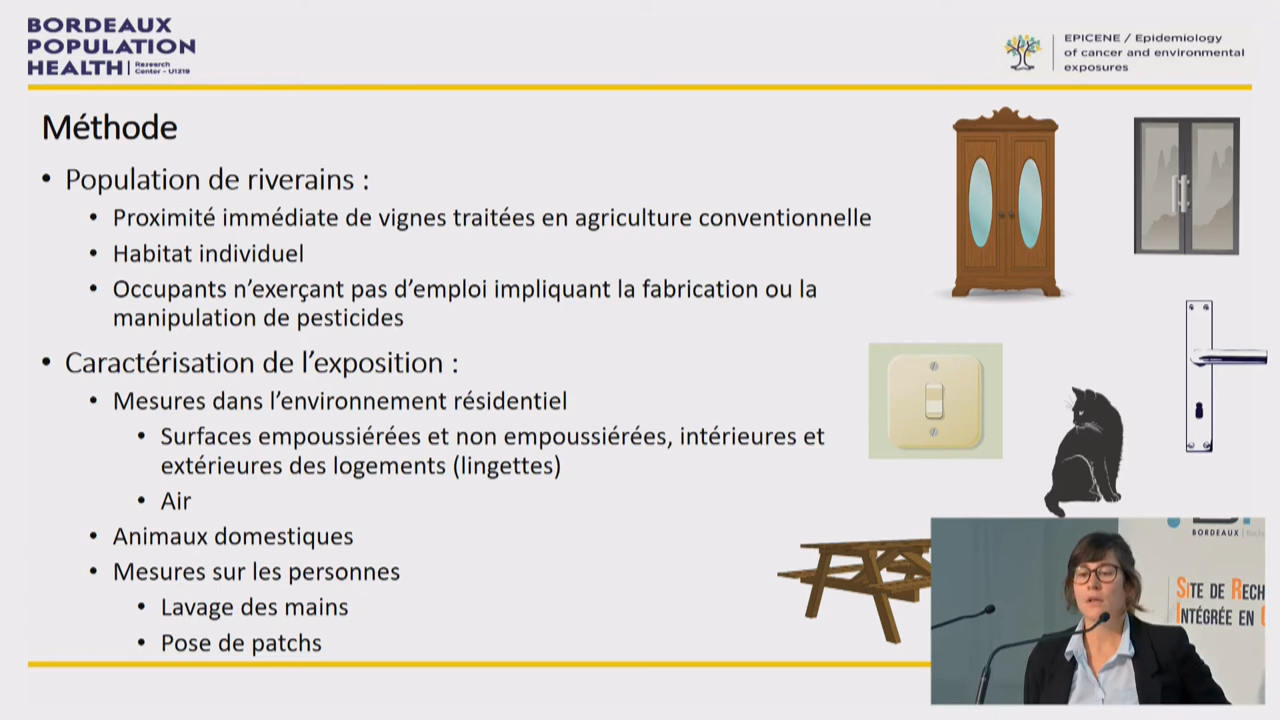 BORDEAUX
POPULATION
HEALTH | Research
Center - U1219
EPICENE / Epidemiology
of cancer and environmental
exposures
Méthode
• Population de riverains :
• Proximité immédiate de vignes traitées en agriculture conventionnelle
• Habitat individuel
• Occupants n’exerçant pas d’emploi impliquant la fabrication ou la
manipulation de pesticides
• Caractérisation de l’exposition :
• Mesures dans l’environnement résidentiel
• Surfaces empoussiérées et non empoussiérées, intérieures et
extérieures des logements (lingettes)
• Air
• Animaux domestiques
• Mesures sur les personnes
• Lavage des mains
• Pose de patchs
BORDEAUX
SITE DE RECH
INTÉGRÉE EN